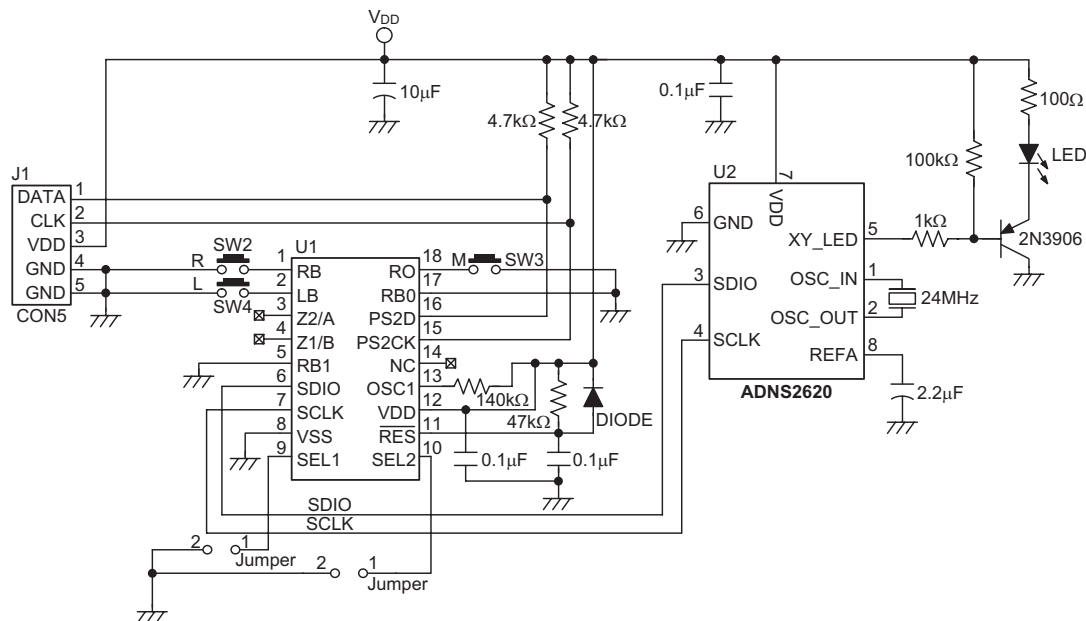 VDD
10µF
0.1µF
100Ω
4.7kΩ
4.7kΩ
LED
100kΩ
J1
DATA 1
CLK 2
VDD 3
GND 4
GND 5
CON5
R SW2
L SW4
U1
1 RB
2 LB
3 Z2/A
4 Z1/B
5 RB1
6 SDIO
7 SCLK
8 VSS
9 SEL1
RO 18
RB0 17
PS2D 16
PS2CK 15
NC 14
OSC1 13
VDD 12
RES 11
SEL2 10
M SW3
140kΩ
47kΩ
DIODE
0.1µF
0.1µF
U2
7
VDD
6 GND
3 SDIO
4 SCLK
XY_LED 5
OSC_IN 1
OSC_OUT 2
REFA 8
ADNS2620
1kΩ
2N3906
24MHz
2.2µF
SDIO
SCLK
2 1
Jumper
2 1
Jumper